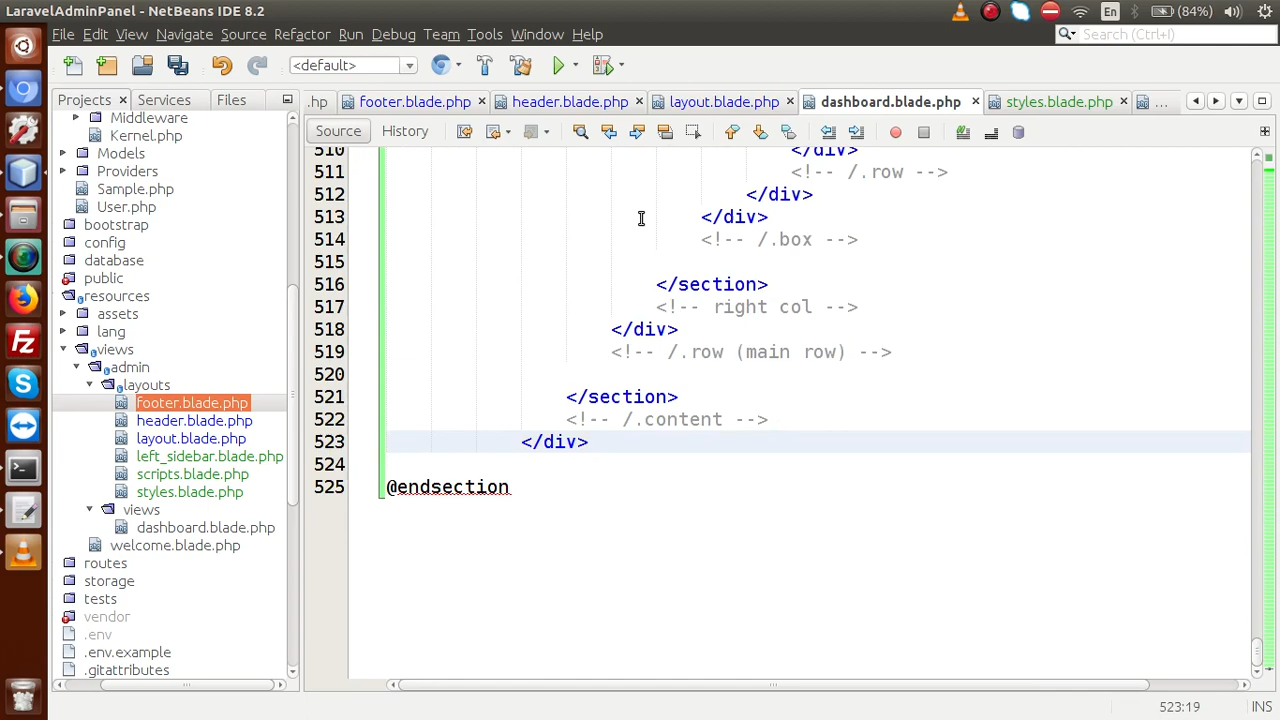 LaravelAdminPanel - NetBeans IDE 8.2
En (84%)
File Edit View Navigate Source Refactor Run Debug Team Tools Window Help
Search (Ctrl+I)
<default>
Projects Services Files
.hp footer.blade.php header.blade.php layout.blade.php dashboard.blade.php styles.blade.php ...
Source History
Middleware
Kernel.php
Models
Providers
Sample.php
User.php
bootstrap
config
database
public
resources
assets
lang
views
admin
layouts
footer.blade.php
header.blade.php
layout.blade.php
left_sidebar.blade.php
scripts.blade.php
styles.blade.php
views
dashboard.blade.php
welcome.blade.php
routes
storage
tests
vendor
.env
.env.example
.gitattributes
510 </div>
511 <!-- /.row -->
512 </div>
513 </div>
514 <!-- /.box -->
515
516 </section>
517 <!-- right col -->
518 </div>
519 <!-- /.row (main row) -->
520
521 </section>
522 <!-- /.content -->
523 </div>
524
525 @endsection
523:19 INS